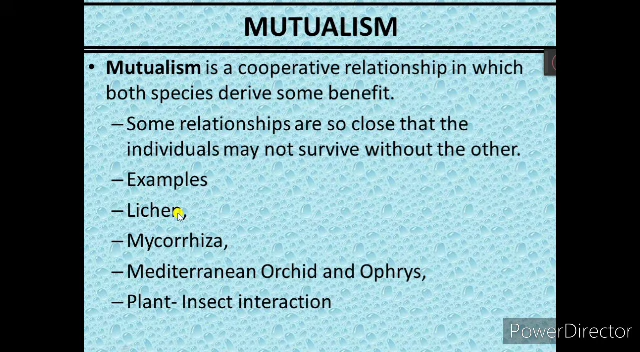 MUTUALISM
• Mutualism is a cooperative relationship in which
both species derive some benefit.
–Some relationships are so close that the
individuals may not survive without the other.
–Examples
–Lichen,
–Mycorrhiza,
–Mediterranean Orchid and Ophrys,
–Plant- Insect interaction
PowerDirector